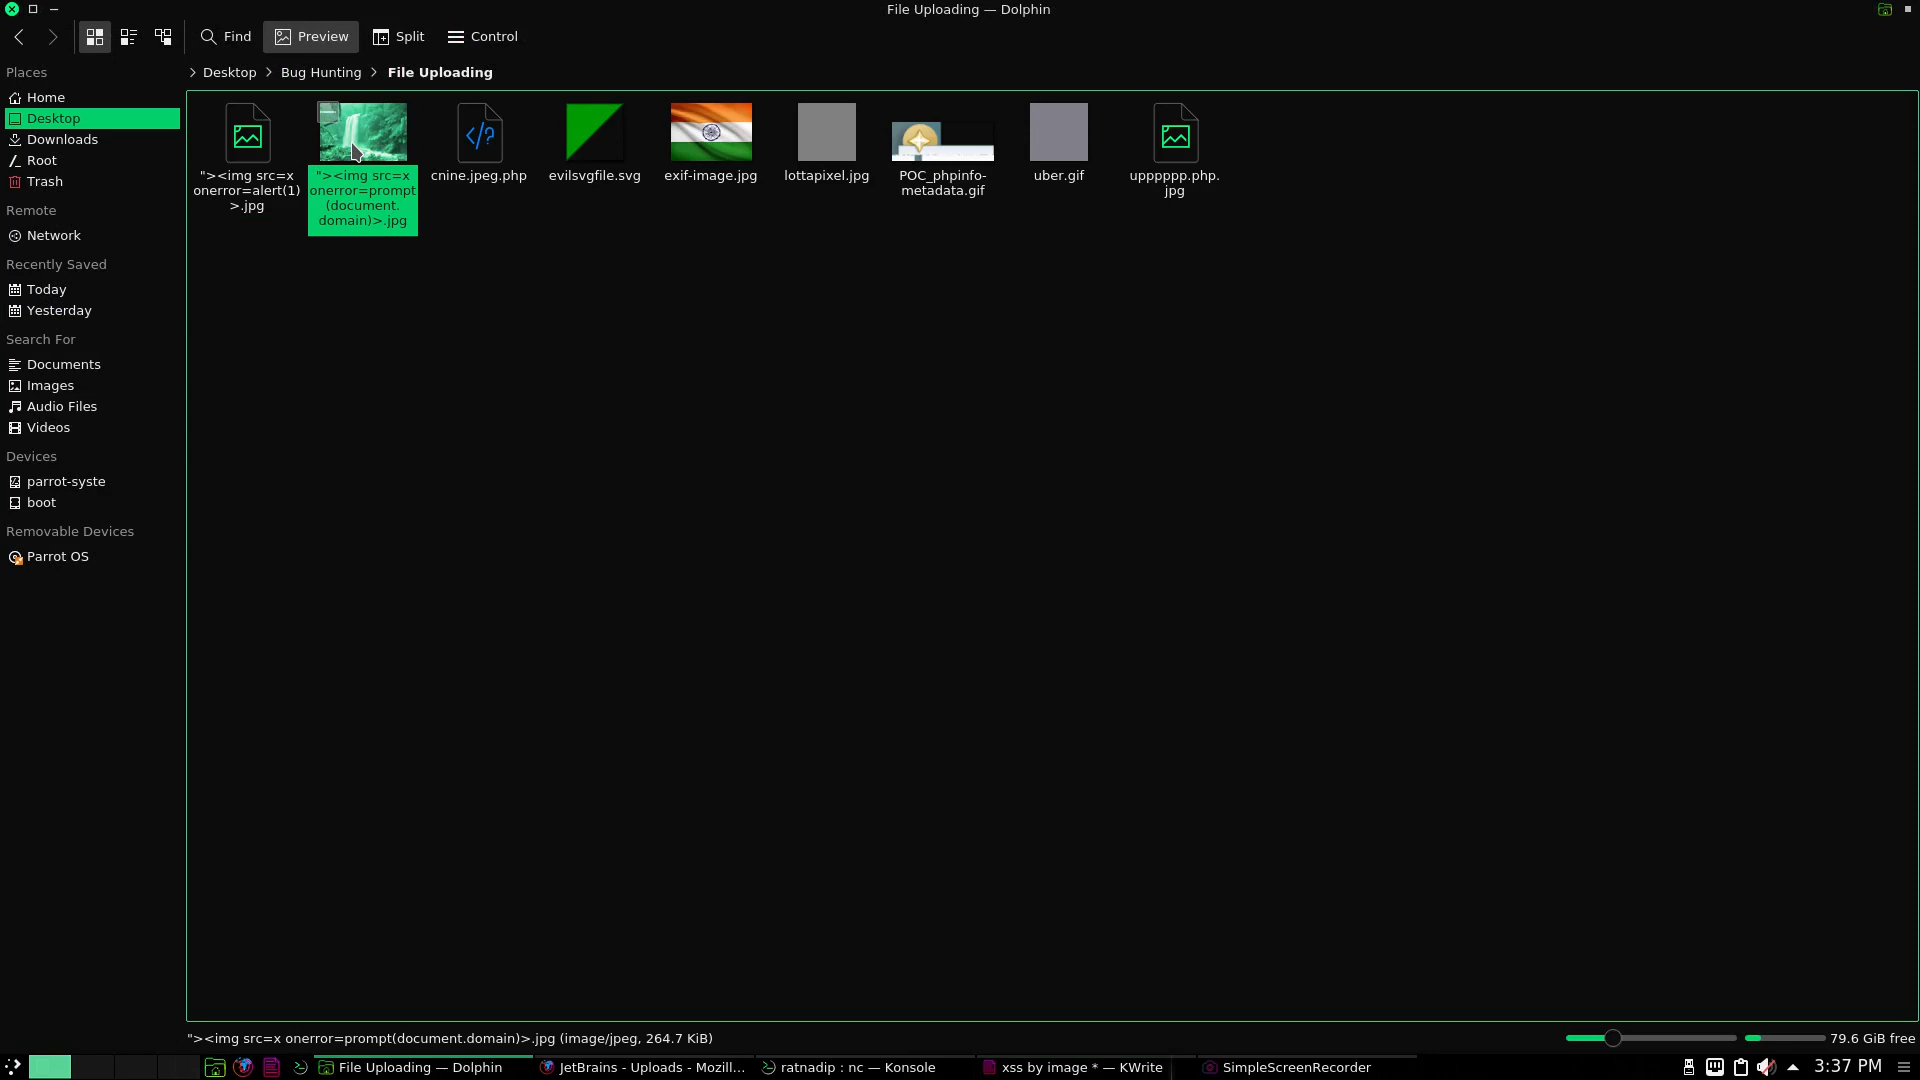 File Uploading — Dolphin
Find
Preview
Split
Control
Places
Home
Desktop
Downloads
Root
Trash
Remote
Network
Recently Saved
Today
Yesterday
Search For
Documents
Images
Audio Files
Videos
Devices
parrot-syste
boot
Removable Devices
Parrot OS
Desktop
Bug Hunting
File Uploading
"><img src=x
onerror=alert(1)
>.jpg
"><img src=x
onerror=prompt
(document.
domain)>.jpg
cnine.jpeg.php
evilsvgfile.svg
exif-image.jpg
lottapixel.jpg
POC_phpinfo-
metadata.gif
uber.gif
upppppp.php.
jpg
"><img src=x onerror=prompt(document.domain)>.jpg (image/jpeg, 264.7 KiB)
79.6 GiB free
File Uploading — Dolphin
JetBrains - Uploads - Mozill...
ratnadip : nc — Konsole
xss by image * — KWrite
SimpleScreenRecorder
3:37 PM